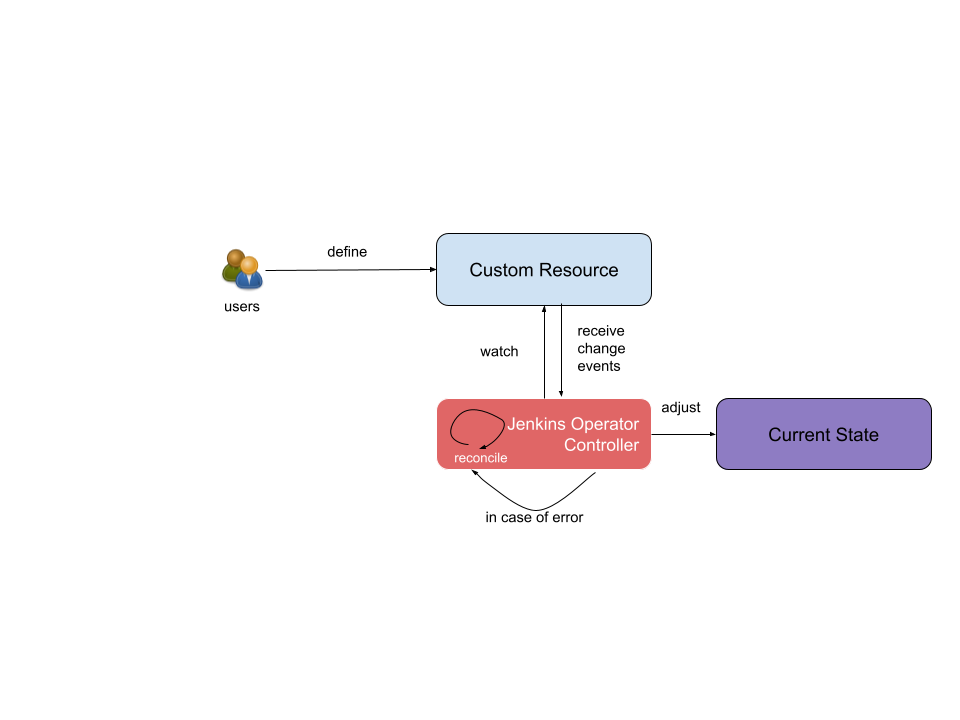 define
Custom Resource
users
watch
receive
change
events
adjust
Jenkins Operator
Controller
reconcile
Current State
in case of error